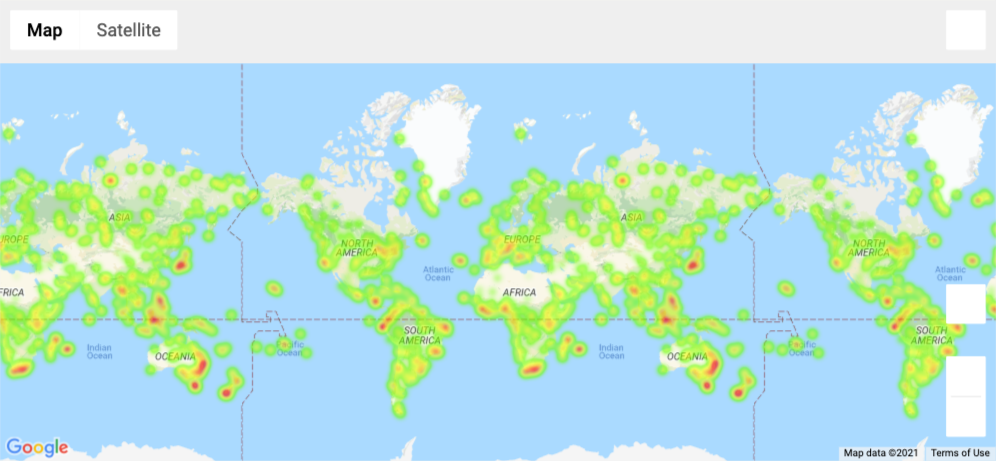 Map Satellite
ASIA
ASIA
EUROPE
EUROPE
NORTH
AMERICA
NORTH
AMERICA
Atlantic
Ocean
Atlantic
Ocean
FRICA
AFRICA
SOUTH
AMERICA
SOUTH
AMERICA
Indian
Ocean
OCEANIA
Pacific
Ocean
Indian
Ocean
OCEANIA
Pacific
Ocean
Google
Map data ©2021 Terms of Use